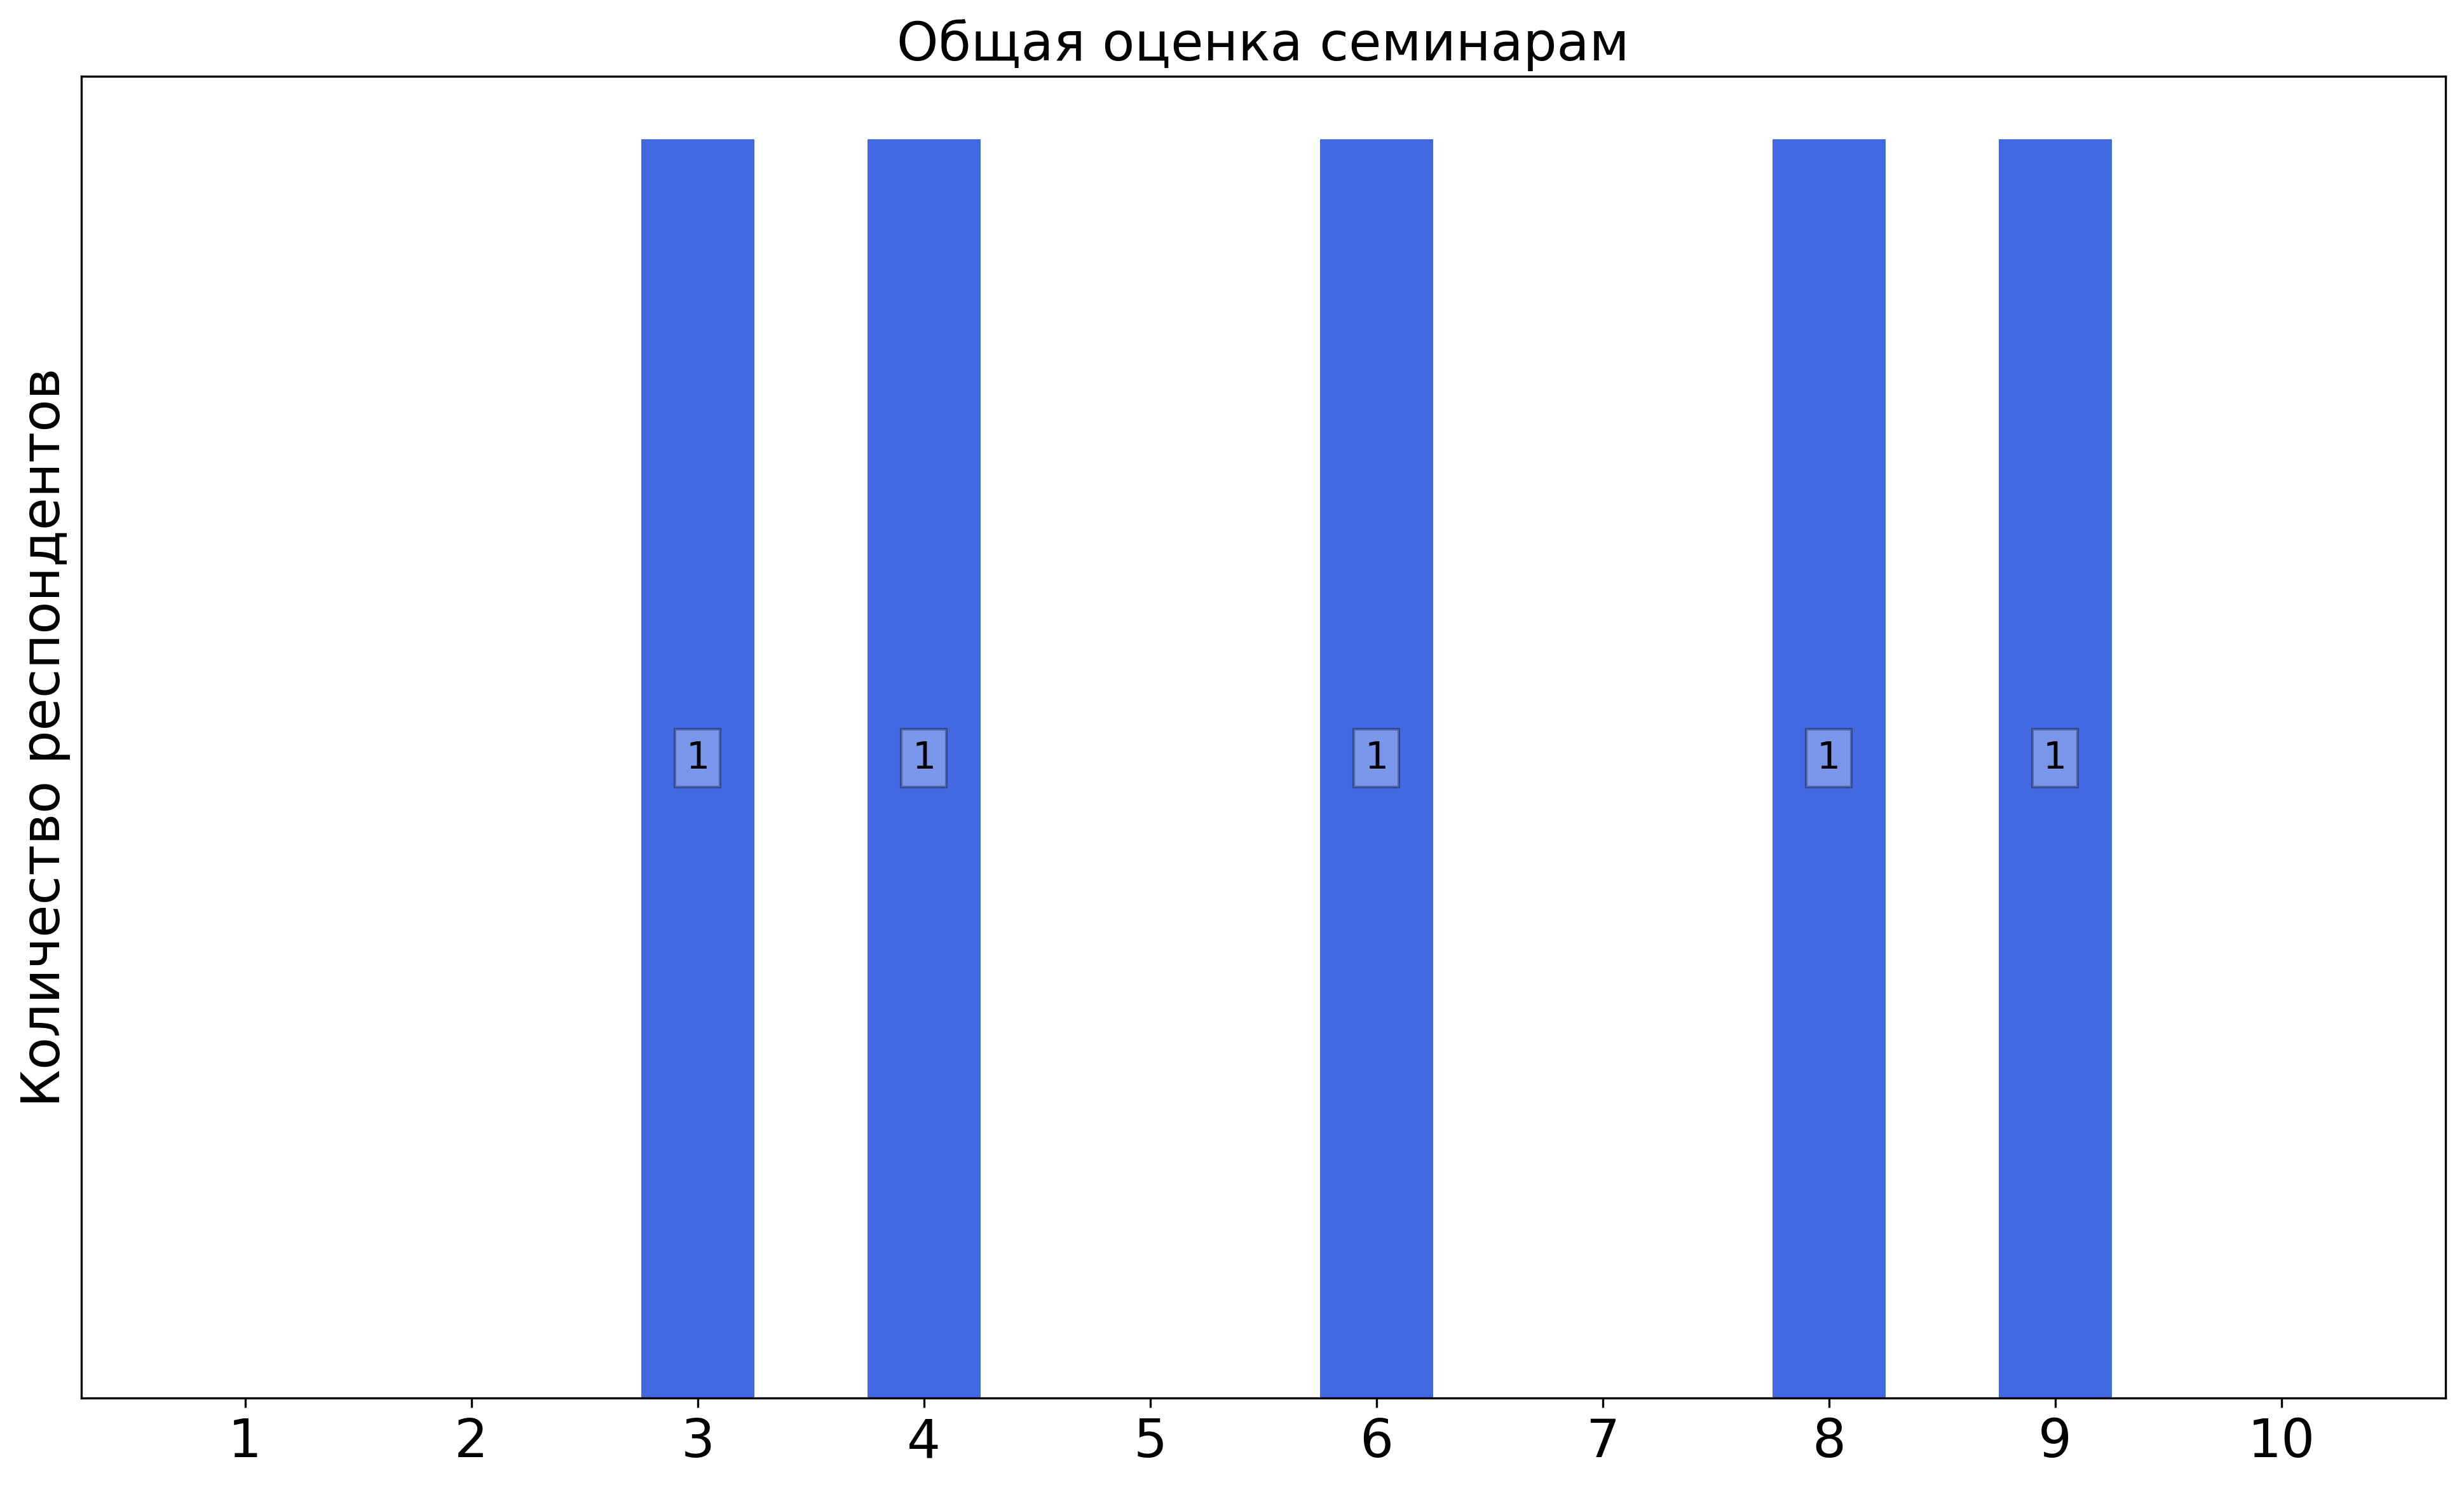 Общая оценка семинарам
Количество респондентов
1 1 1 1 1
1 2 3 4 5 6 7 8 9 10